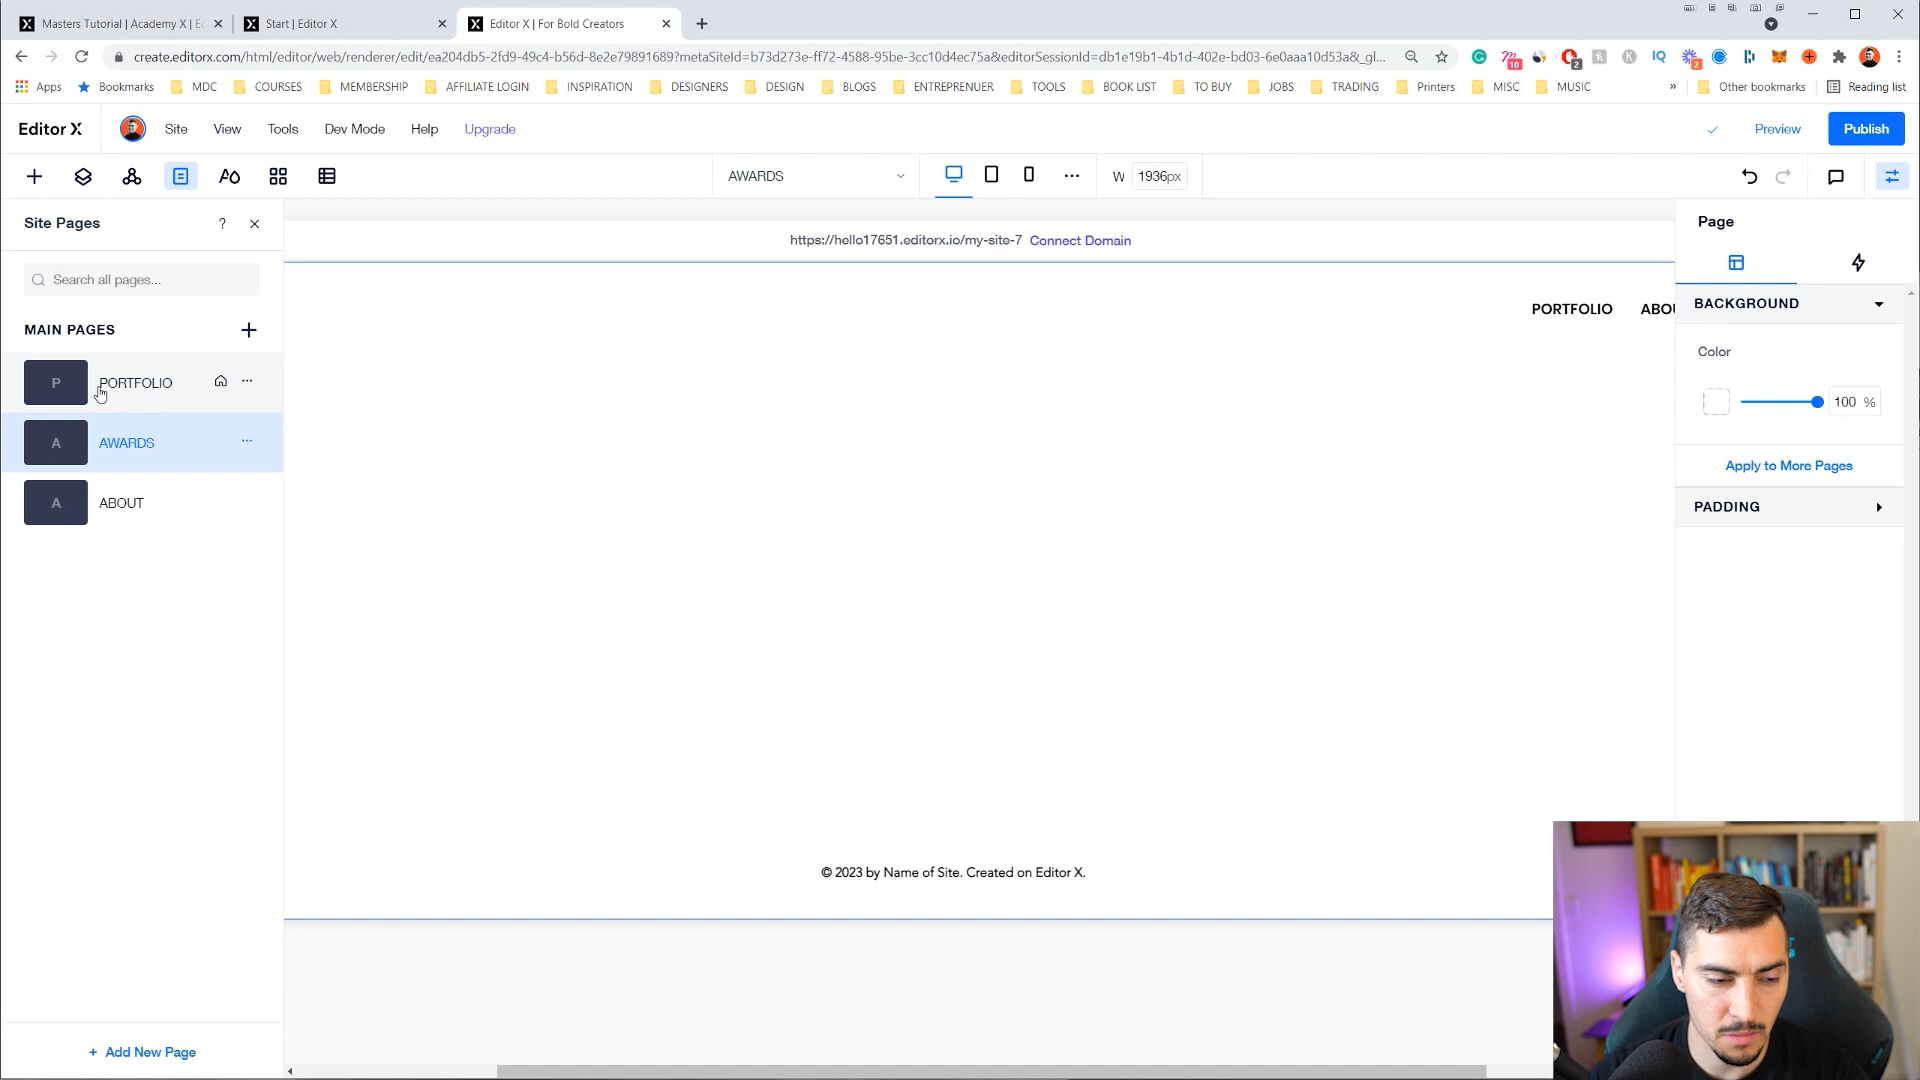 Masters Tutorial | Academy X | Ed
Start | Editor X
Editor X | For Bold Creators
create.editorx.com/html/editor/web/renderer/edit/ea204db5-2fd9-49c4-b56d-8e2e79891689?metaSiteId=b73d273e-ff72-4588-95be-3cc10d4ec75a&editorSessionId=db1e19b1-4b1d-402e-bd03-6e0aaa10d53a&_gl...
10
2
2
Apps
Bookmarks
MDC
COURSES
MEMBERSHIP
AFFILIATE LOGIN
INSPIRATION
DESIGNERS
DESIGN
BLOGS
ENTREPRENUER
TOOLS
BOOK LIST
TO BUY
JOBS
TRADING
Printers
MISC
MUSIC
»
Other bookmarks
Reading list
Editor X
Site
View
Tools
Dev Mode
Help
Upgrade
Preview
Publish
AWARDS
W 1936px
Site Pages
?
https://hello17651.editorx.io/my-site-7 Connect Domain
Page
Search all pages...
MAIN PAGES
BACKGROUND
PORTFOLIO
ABOU
Color
P PORTFOLIO
100 %
A AWARDS
Apply to More Pages
A ABOUT
PADDING
© 2023 by Name of Site. Created on Editor X.
+ Add New Page